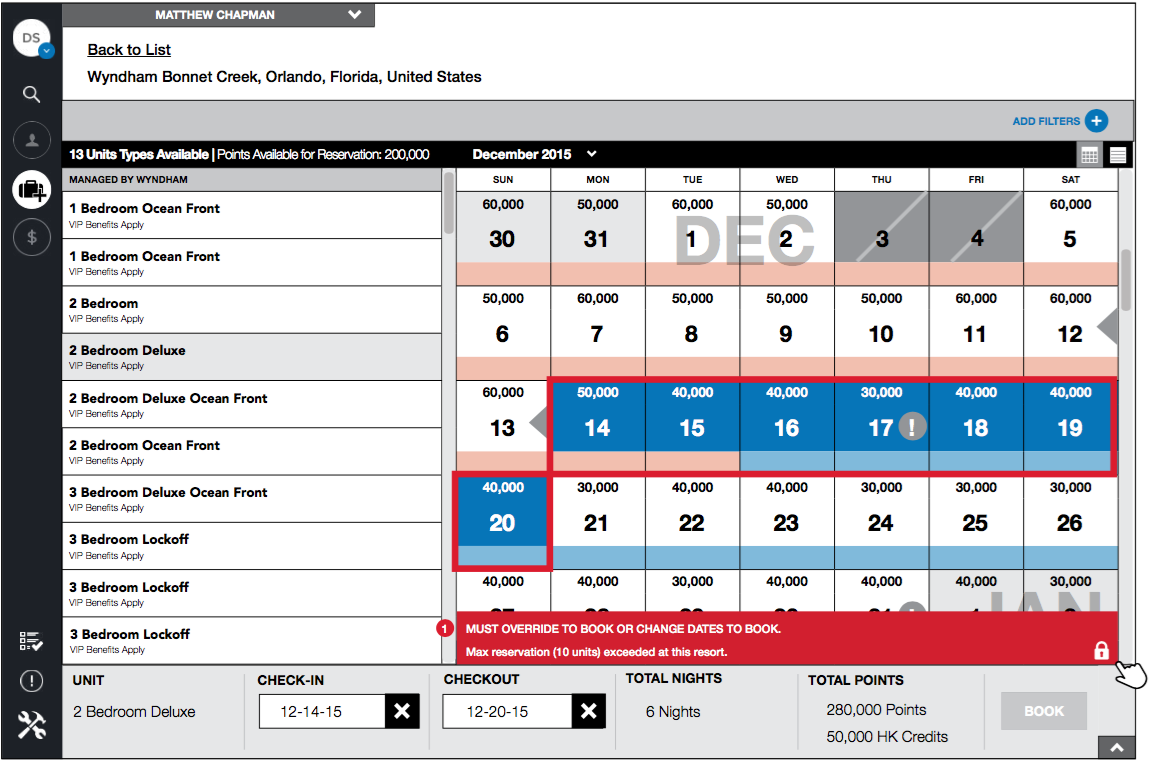 MATTHEW CHAPMAN
DS
Back to List
Wyndham Bonnet Creek, Orlando, Florida, United States
ADD FILTERS +
13 Units Types Available | Points Available for Reservation: 200,000
December 2015
MANAGED BY WYNDHAM
1 Bedroom Ocean Front
VIP Benefits Apply
1 Bedroom Ocean Front
VIP Benefits Apply
2 Bedroom
VIP Benefits Apply
2 Bedroom Deluxe
VIP Benefits Apply
2 Bedroom Deluxe Ocean Front
VIP Benefits Apply
2 Bedroom Ocean Front
VIP Benefits Apply
3 Bedroom Deluxe Ocean Front
VIP Benefits Apply
3 Bedroom Lockoff
VIP Benefits Apply
3 Bedroom Lockoff
VIP Benefits Apply
3 Bedroom Lockoff
VIP Benefits Apply
$
SUN MON TUE WED THU FRI SAT
60,000 50,000 60,000 50,000 60,000
DEC
30 31 1 2 3 4 5
50,000 60,000 50,000 50,000 50,000 60,000 60,000
6 7 8 9 10 11 12
60,000 50,000 40,000 40,000 30,000 40,000 40,000
13 14 15 16 17 ! 18 19
40,000 30,000 40,000 40,000 30,000 30,000 30,000
20 21 22 23 24 25 26
40,000 40,000 30,000 40,000 40,000 40,000 30,000
JAN
1 MUST OVERRIDE TO BOOK OR CHANGE DATES TO BOOK.
Max reservation (10 units) exceeded at this resort.
UNIT
2 Bedroom Deluxe
CHECK-IN
12-14-15
CHECKOUT
12-20-15
TOTAL NIGHTS
6 Nights
TOTAL POINTS
280,000 Points
50,000 HK Credits
BOOK